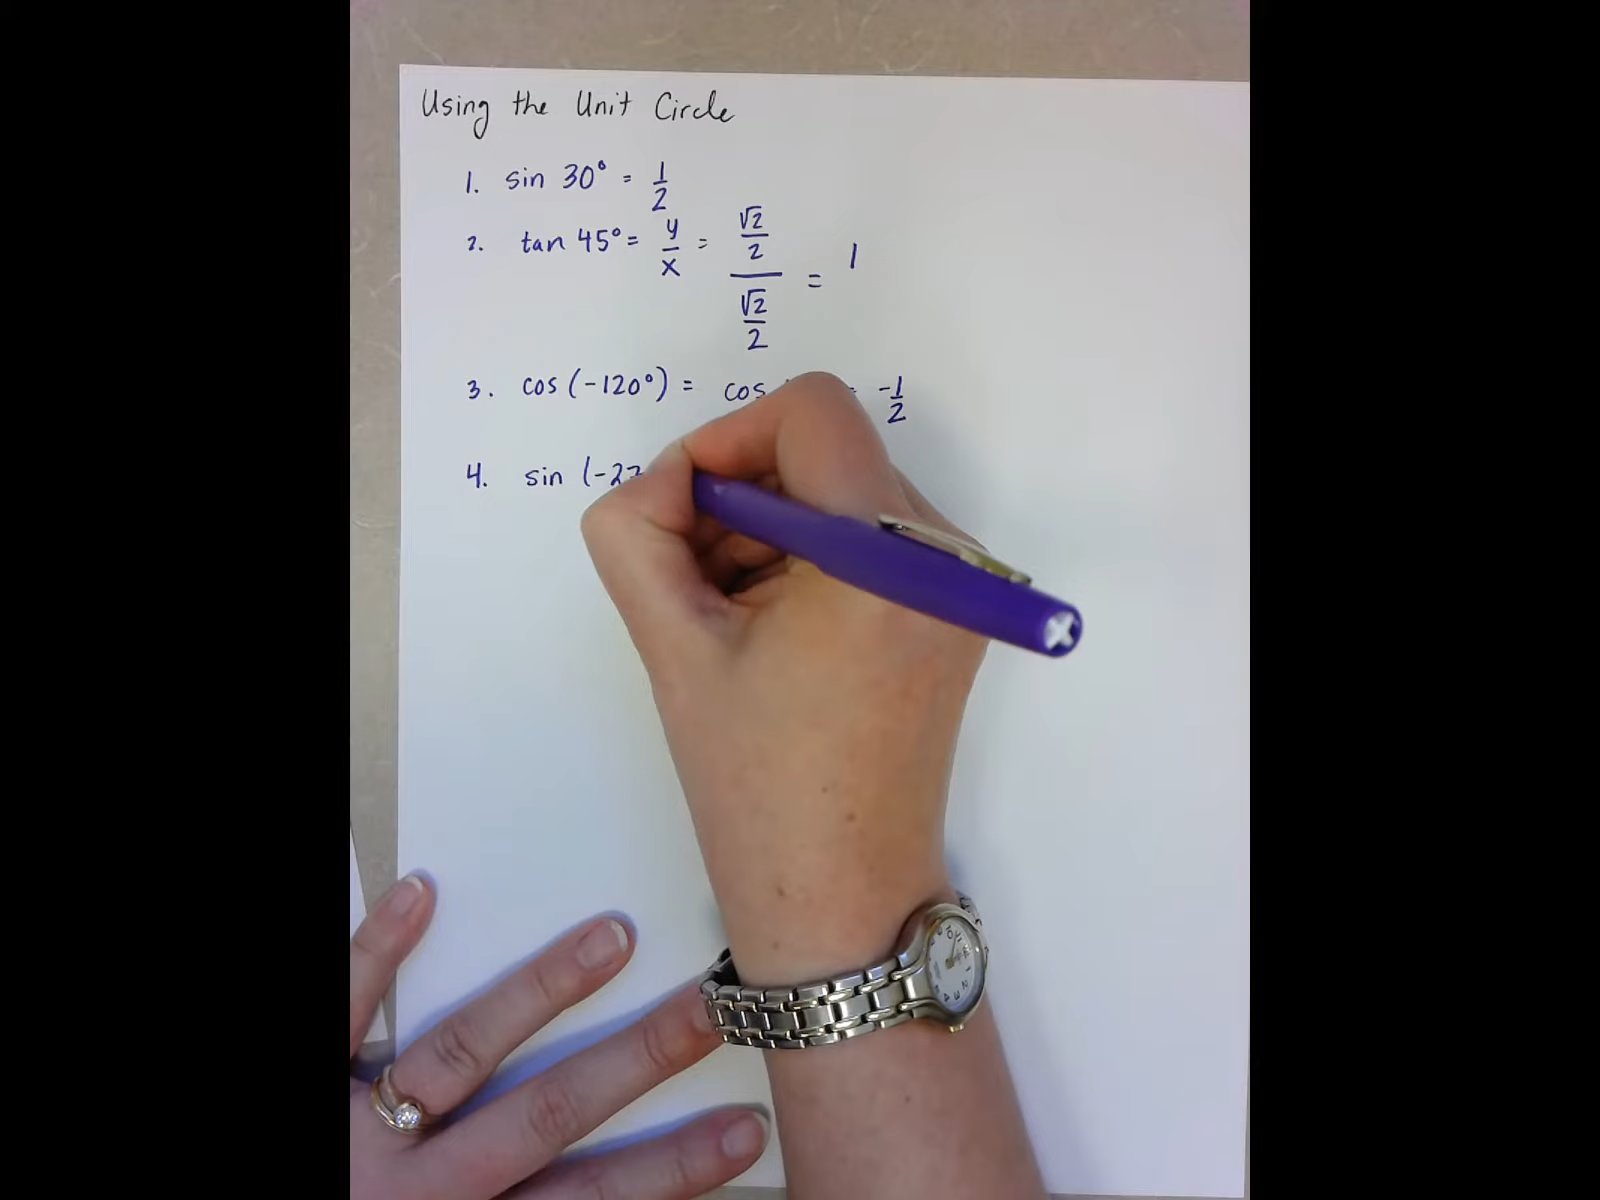 Using the Unit Circle
1. sin 30° = 1/2
2. tan 45° = y/x = (√2/2)/(√2/2) = 1
3. cos (-120°) = cos = -1/2
4. sin (-27